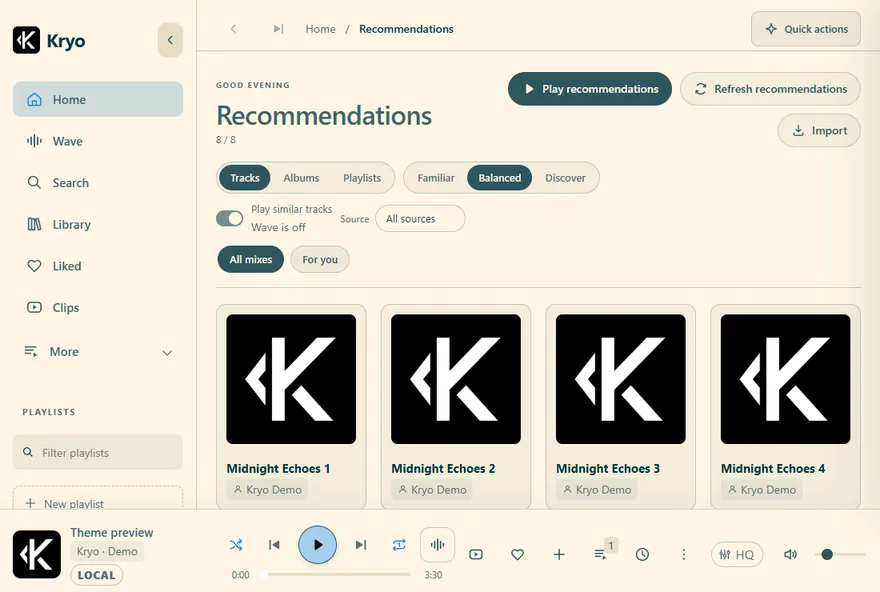 Kryo
Home
Wave
Search
Library
Liked
Clips
More
PLAYLISTS
Filter playlists
New playlist
Home / Recommendations
Quick actions
GOOD EVENING
Recommendations
8 / 8
Play recommendations
Refresh recommendations
Import
Tracks
Albums
Playlists
Familiar
Balanced
Discover
Play similar tracks
Wave is off
Source
All sources
All mixes
For you
Midnight Echoes 1
Kryo Demo
Midnight Echoes 2
Kryo Demo
Midnight Echoes 3
Kryo Demo
Midnight Echoes 4
Kryo Demo
Theme preview
Kryo · Demo
LOCAL
0:00
3:30
1
HQ